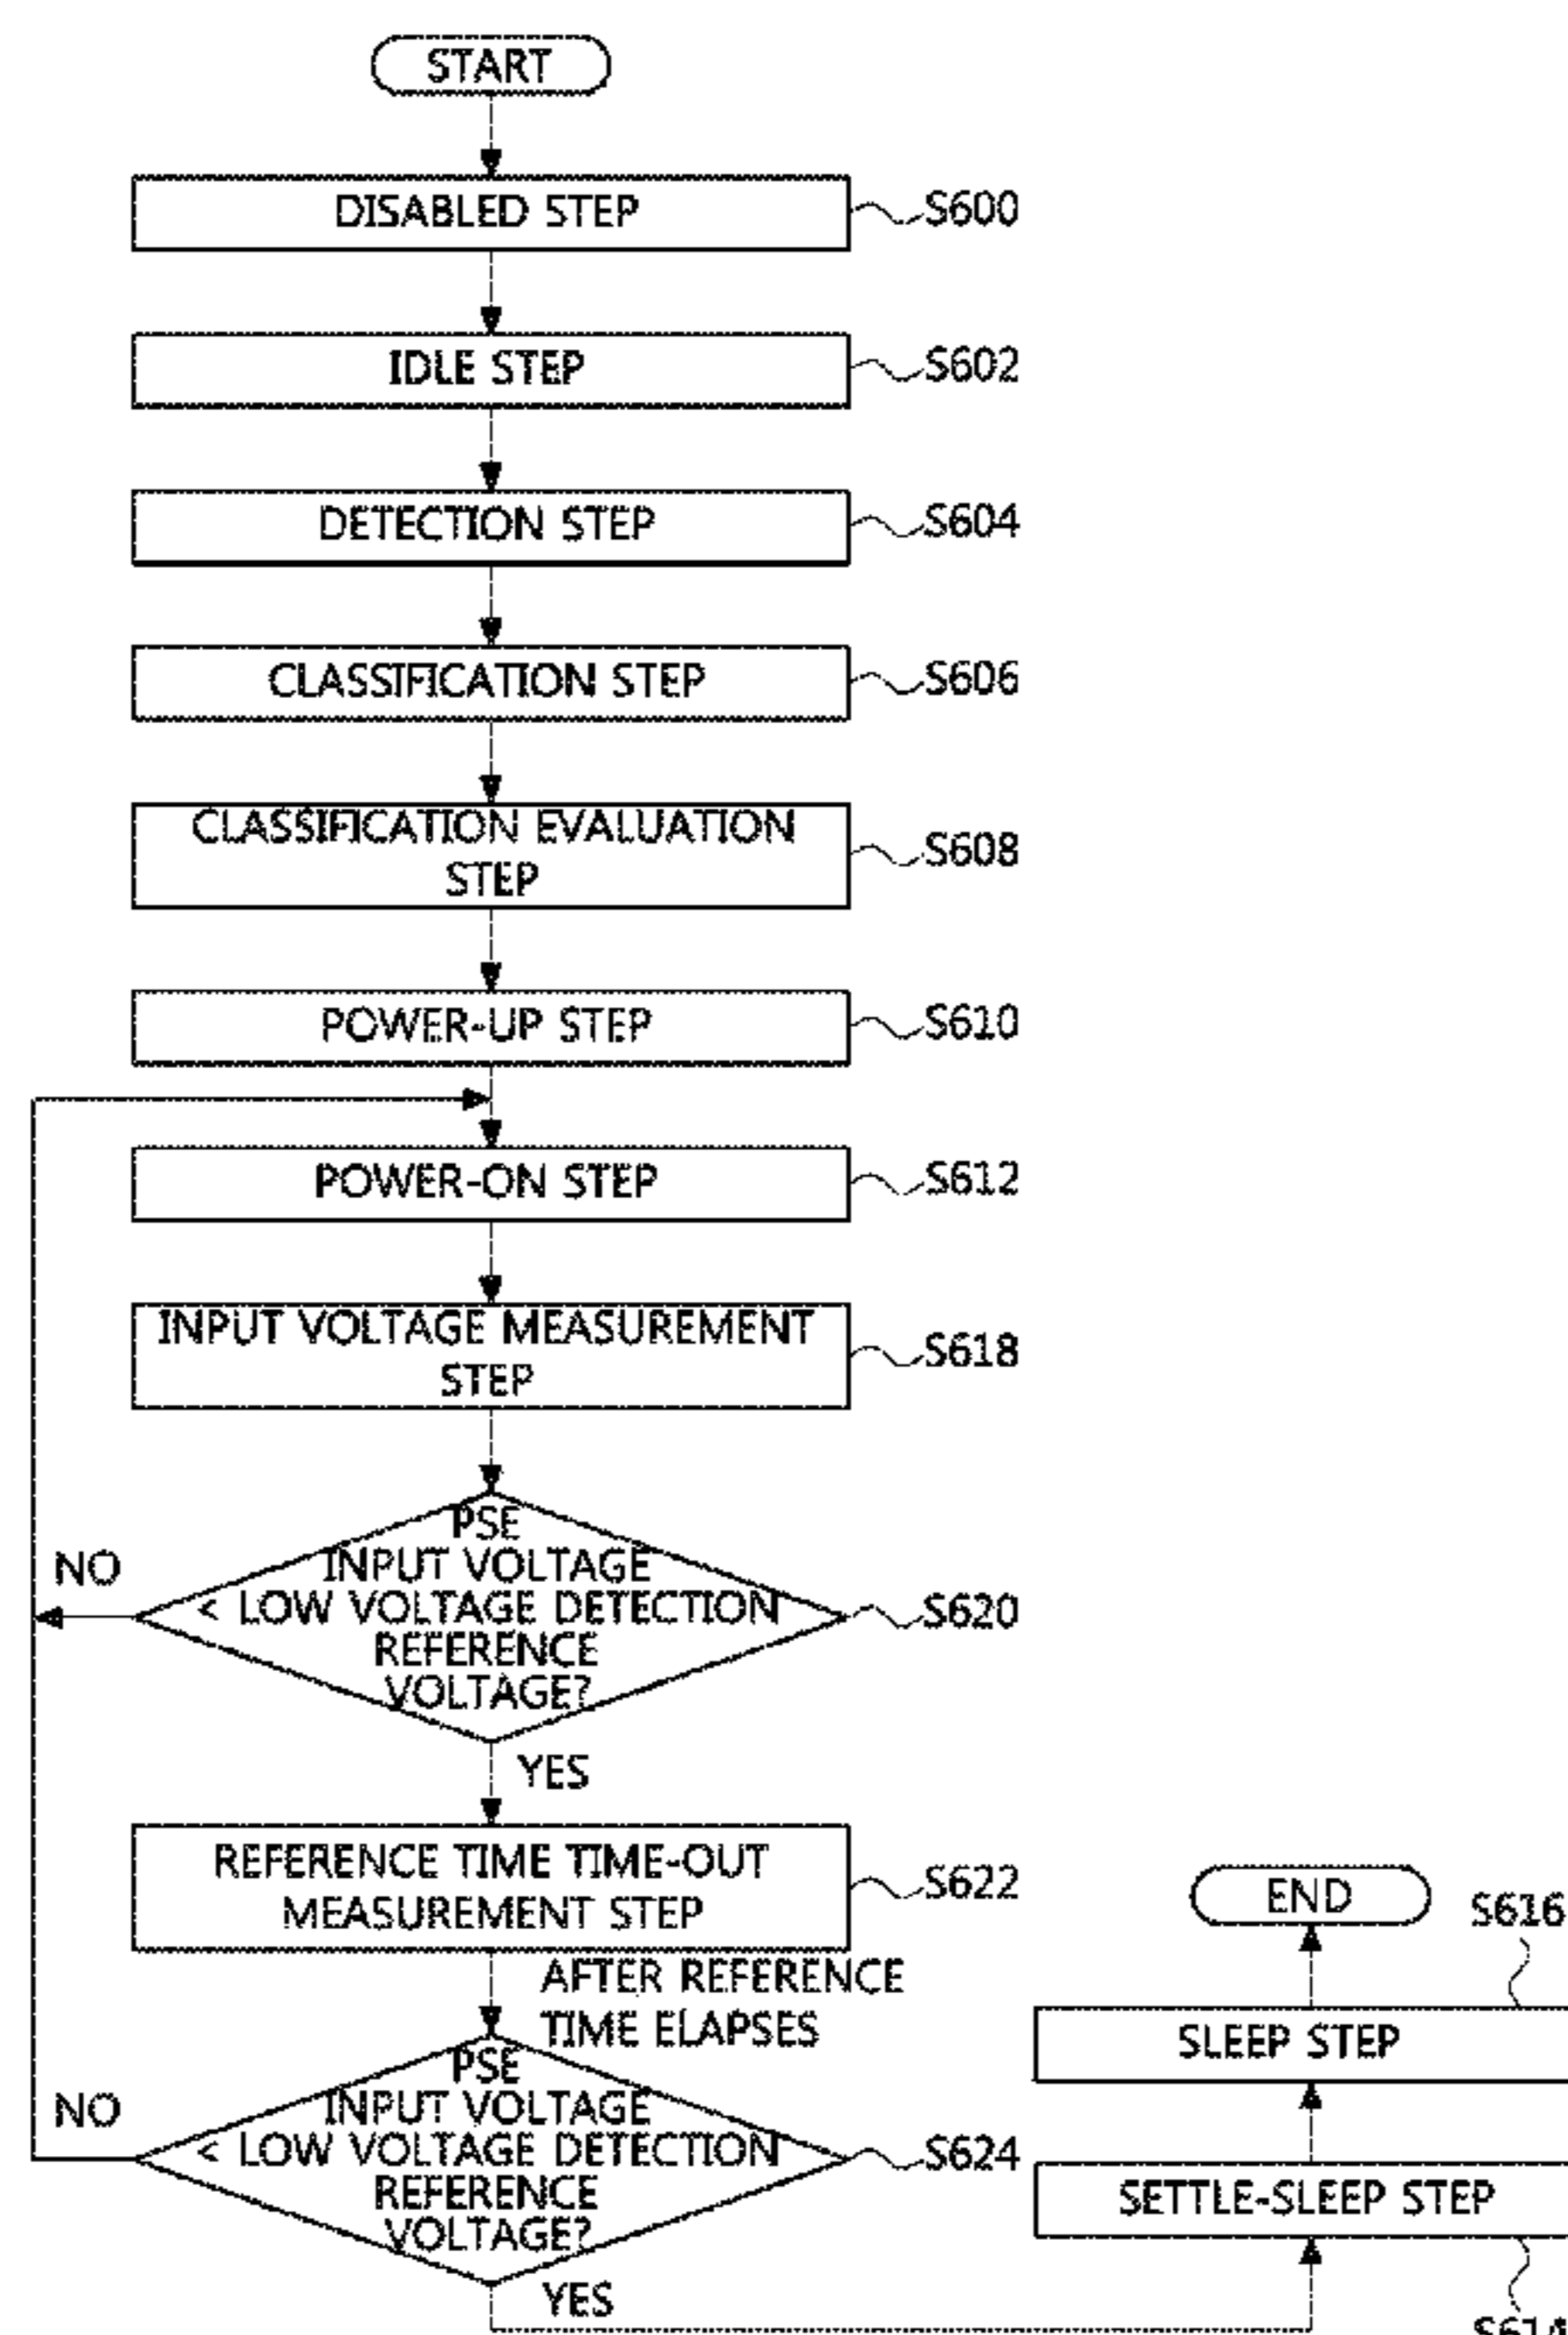 START
DISABLED STEP
S600
IDLE STEP
S602
DETECTION STEP
S604
CLASSIFICATION STEP
S606
CLASSIFICATION EVALUATION
STEP
S608
POWER-UP STEP
S610
POWER-ON STEP
S612
INPUT VOLTAGE MEASUREMENT
STEP
S618
PSE
INPUT VOLTAGE
< LOW VOLTAGE DETECTION
REFERENCE
VOLTAGE?
S620
NO
YES
REFERENCE TIME TIME-OUT
MEASUREMENT STEP
S622
AFTER REFERENCE
TIME ELAPSES
PSE
INPUT VOLTAGE
< LOW VOLTAGE DETECTION
REFERENCE
VOLTAGE?
S624
NO
YES
END
S616
SLEEP STEP
SETTLE-SLEEP STEP
S614